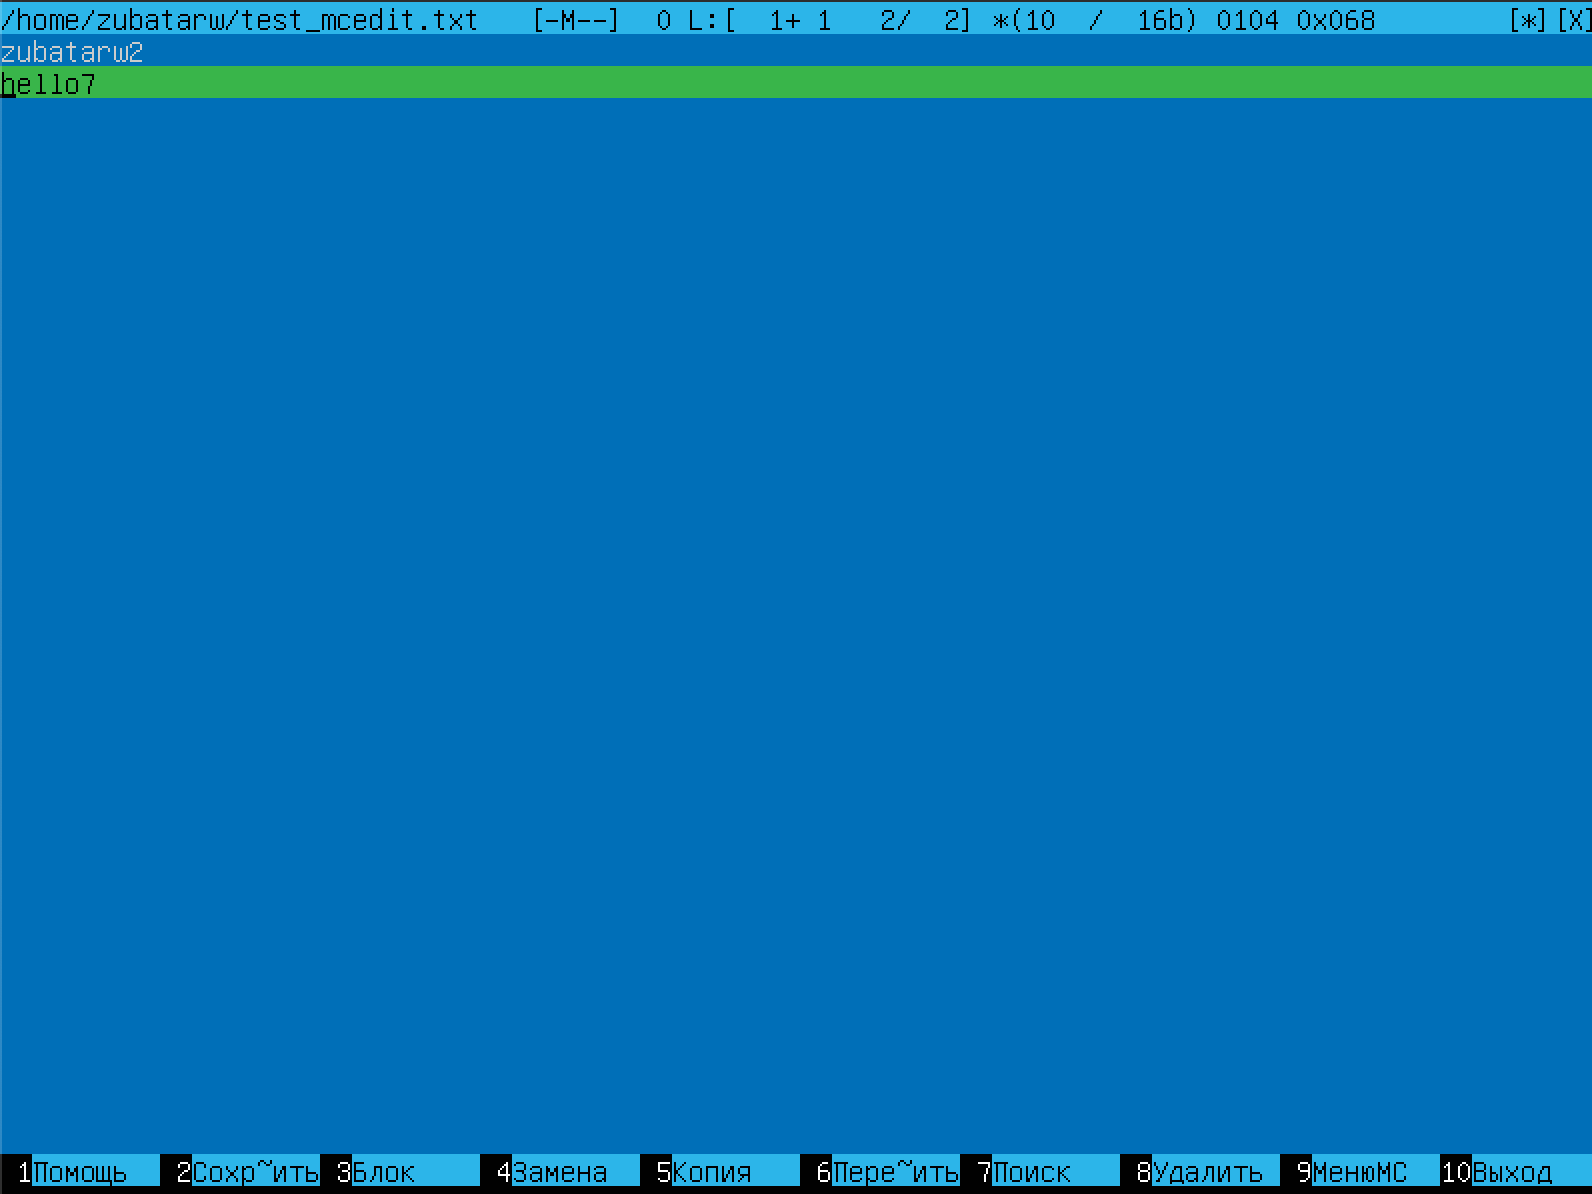 /home/zubatarw/test_mcedit.txt   [-M--]  0 L:[  1+ 1   2/  2] *(10  /  16b) 0104 0x068        [*][X]
zubatarw2
hello7
1Помощь 2Сохр~ить 3Блок 4Замена 5Копия 6Пере~ить 7Поиск 8Удалить 9МенюMC 10Выход